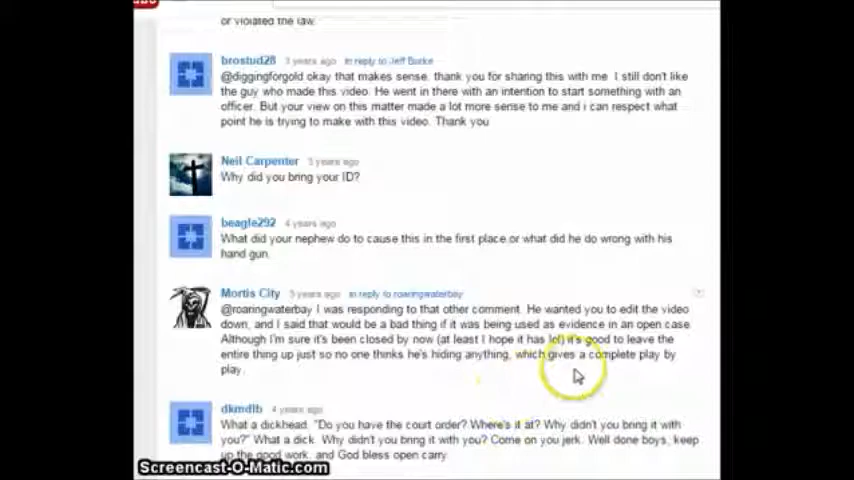 or violated the law.
brostud28 3 years ago in reply to Jeff Burke
@diggingforgold okay that makes sense. thank you for sharing this with me. I still don't like
the guy who made this video. He went in there with an intention to start something with an
officer. But your view on this matter made a lot more sense to me and i can respect what
point he is trying to make with this video. Thank you
Neil Carpenter 3 years ago
Why did you bring your ID?
beagle292 4 years ago
What did your nephew do to cause this in the first place or what did he do wrong with his
hand gun.
Mortis City 3 years ago in reply to roaringwaterbay
@roaringwaterbay I was responding to that other comment. He wanted you to edit the video
down, and I said that would be a bad thing if it was being used as evidence in an open case.
Although I'm sure it's been closed by now (at least I hope it has lol) it's good to leave the
entire thing up just so no one thinks he's hiding anything, which gives a complete play by
play.
dkmdlb 4 years ago
What a dickhead. "Do you have the court order? Where's it at? Why didn't you bring it with
you?" What a dick. Why didn't you bring it with you? Come on you jerk. Well done boys, keep
up the good work, and God bless open carry.
Screencast-O-Matic.com